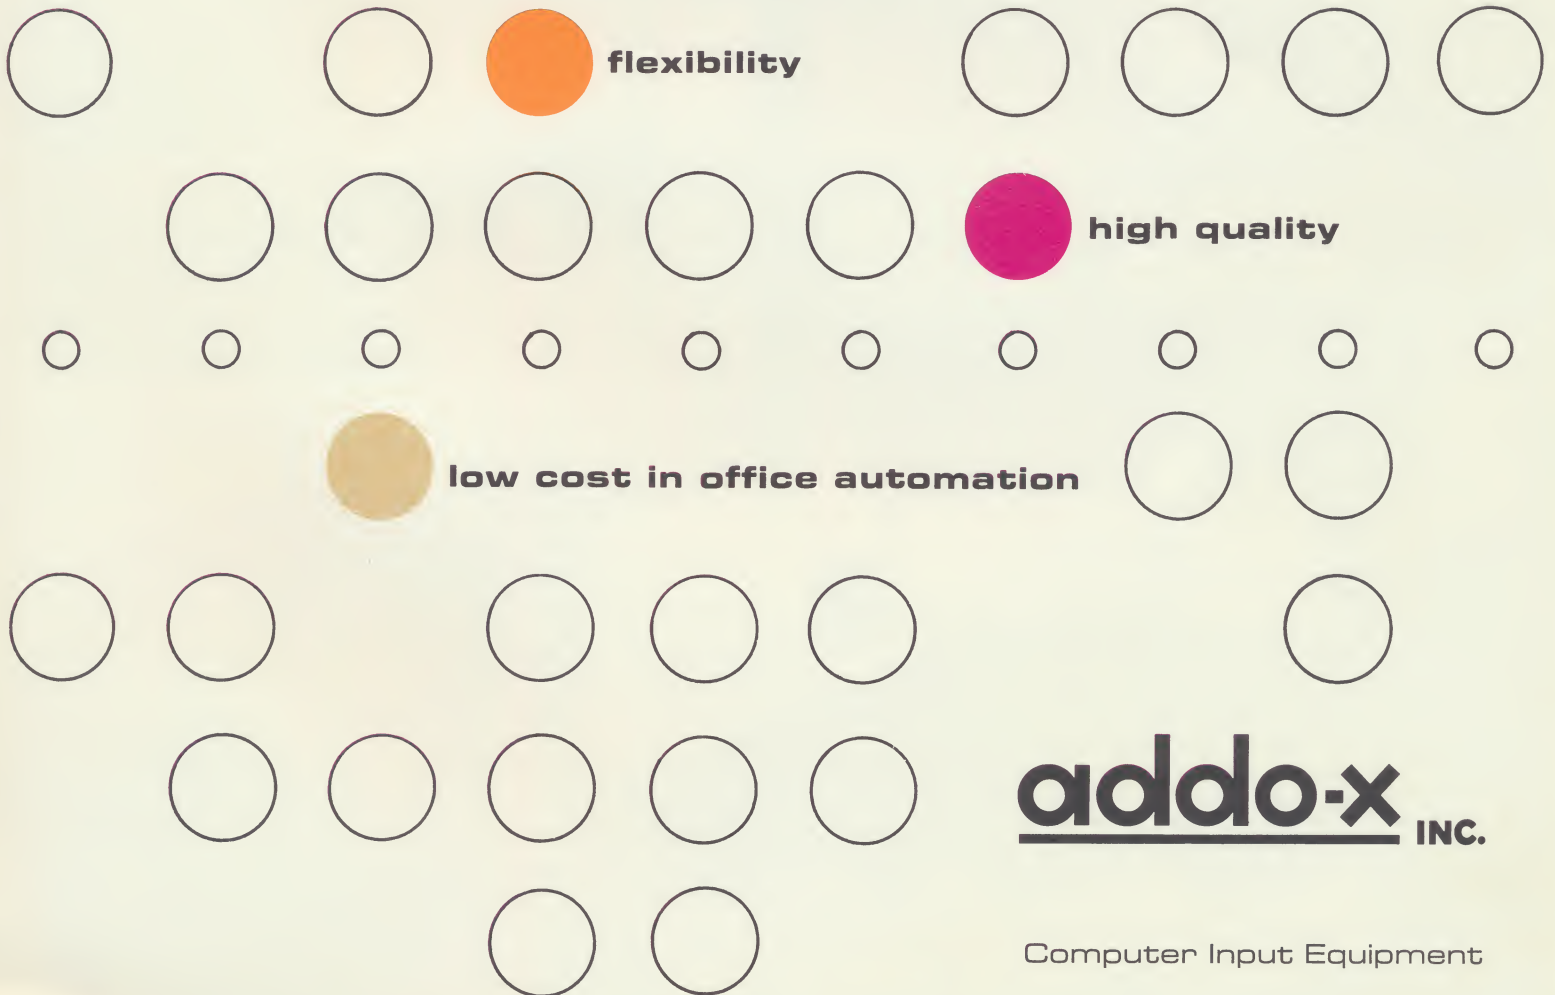 flexibility
high quality
low cost in office automation
addo-x INC.
Computer Input Equipment